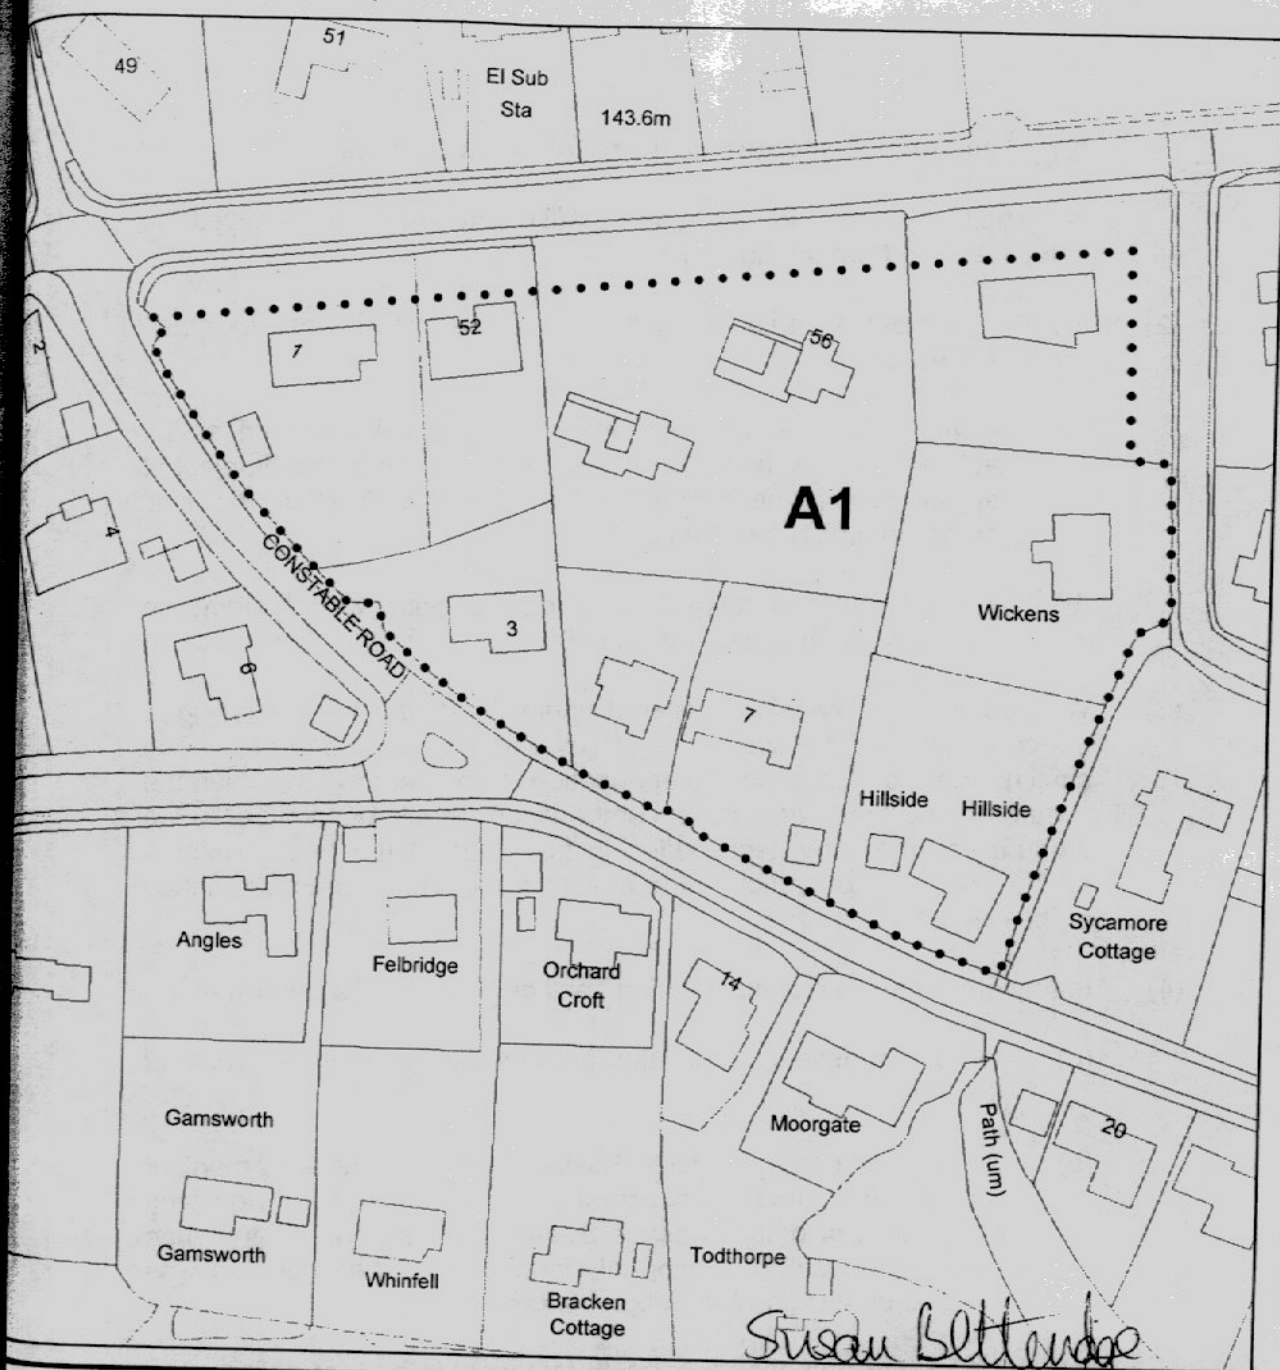 49
51
El Sub
Sta
143.6m
2
1
52
56
A1
4
CONSTABLE ROAD
3
Wickens
6
7
Hillside
Hillside
Angles
Felbridge
Orchard
Croft
14
Sycamore
Cottage
Gamsworth
Moorgate
Path (um)
20
Gamsworth
Whinfell
Bracken
Cottage
Todthorpe
Susan Bettendge